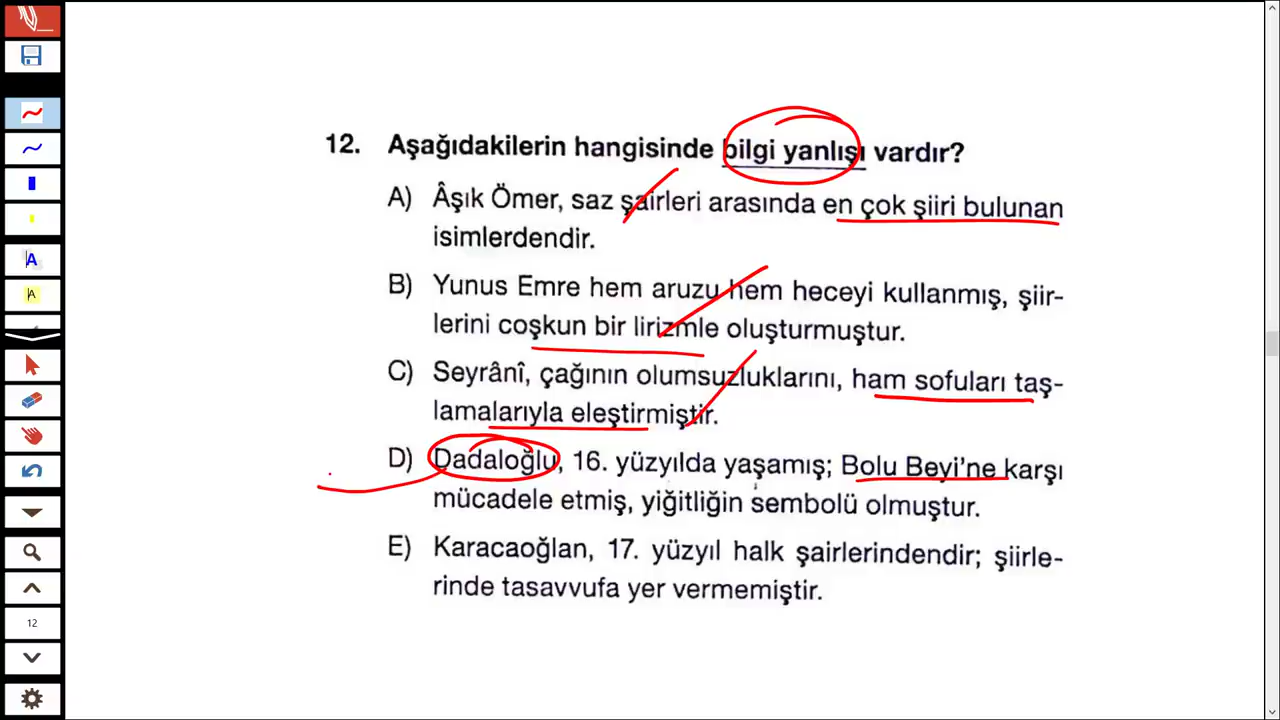 12. Aşağıdakilerin hangisinde bilgi yanlışı vardır?
A) Âşık Ömer, saz şairleri arasında en çok şiiri bulunan
isimlerdendir.
B) Yunus Emre hem aruzu hem heceyi kullanmış, şiir-
lerini coşkun bir lirizmle oluşturmuştur.
C) Seyrânî, çağının olumsuzluklarını, ham sofuları taş-
lamalarıyla eleştirmiştir.
D) Dadaloğlu, 16. yüzyılda yaşamış; Bolu Beyi'ne karşı
mücadele etmiş, yiğitliğin sembolü olmuştur.
E) Karacaoğlan, 17. yüzyıl halk şairlerindendir; şiirle-
rinde tasavvufa yer vermemiştir.
A
A
12